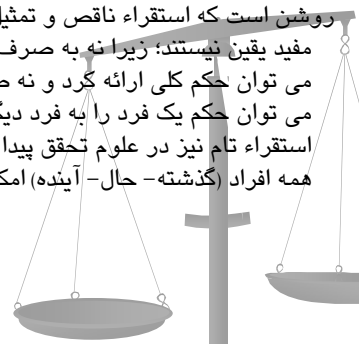 روشن است که استقراء ناقص و تمثیل
مفید یقین نیستند؛ زیرا نه به صرف
می توان حکم کلی ارائه کرد و نه
می توان حکم یک فرد را به فرد
استقراء تام نیز در علوم تحقق پیدا
همه افراد (گذشته- حال- آینده)